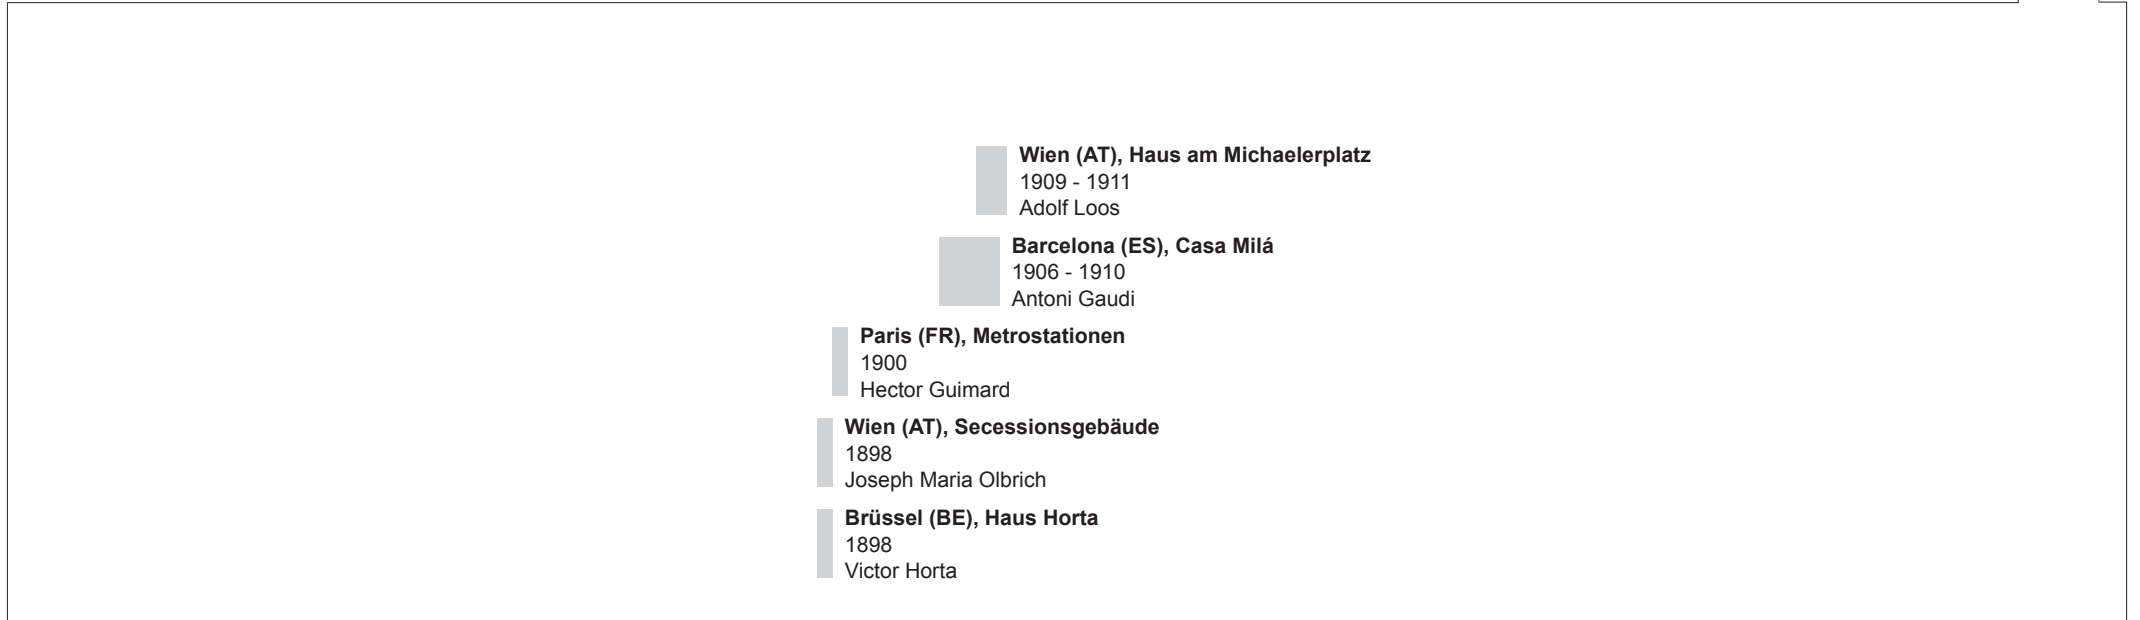 Wien (AT), Haus am Michaelerplatz
1909 - 1911
Adolf Loos
Barcelona (ES), Casa Milá
1906 - 1910
Antoni Gaudi
Paris (FR), Metrostationen
1900
Hector Guimard
Wien (AT), Secessionsgebäude
1898
Joseph Maria Olbrich
Brüssel (BE), Haus Horta
1898
Victor Horta